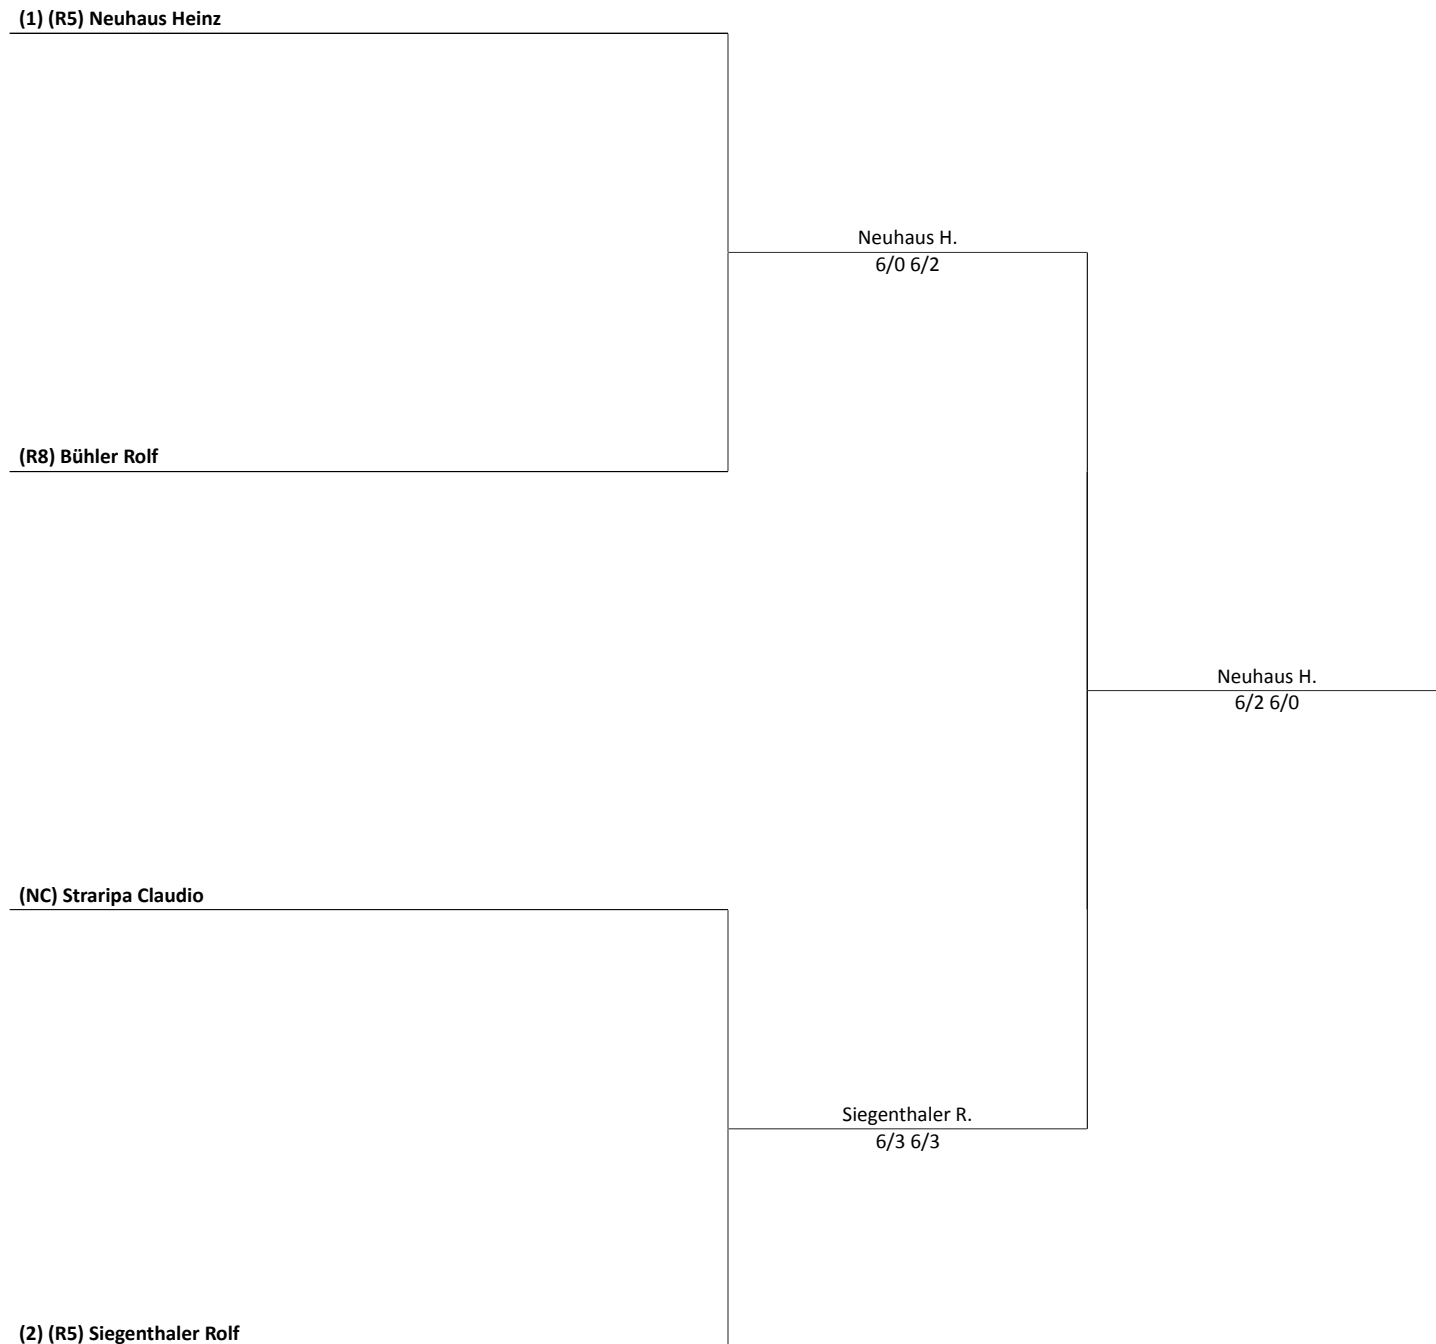 (1) (R5) Neuhaus Heinz
Neuhaus H.
6/0 6/2
(R8) Bühler Rolf
Neuhaus H.
6/2 6/0
(NC) Straripa Claudio
Siegenthaler R.
6/3 6/3
(2) (R5) Siegenthaler Rolf